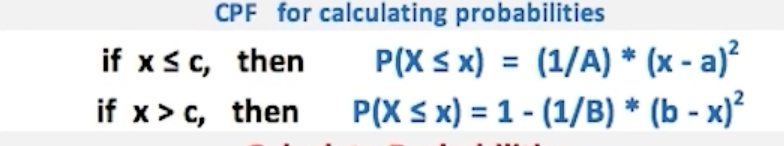 CPF for calculating probabilities
if x ≤ c, then P(X ≤ x) = (1/A) * (x - a)²
if x > c, then P(X ≤ x) = 1 - (1/B) * (b - x)²